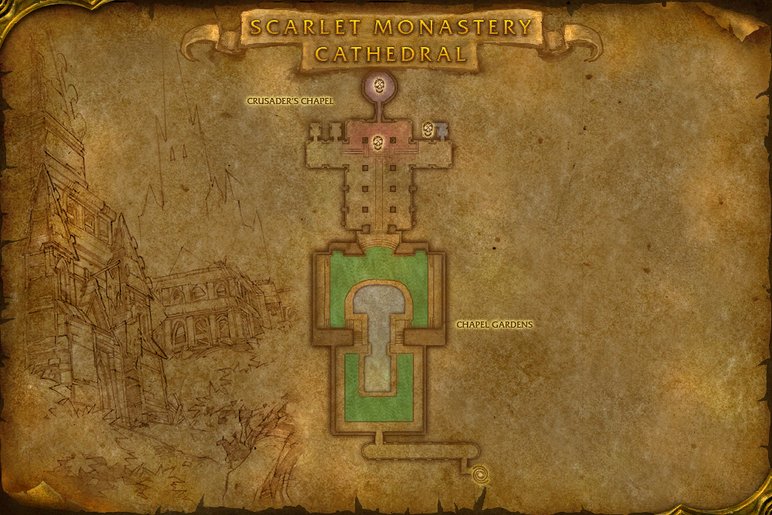 SCARLET MONASTERY
CATHEDRAL
CRUSADER'S CHAPEL
CHAPEL GARDENS